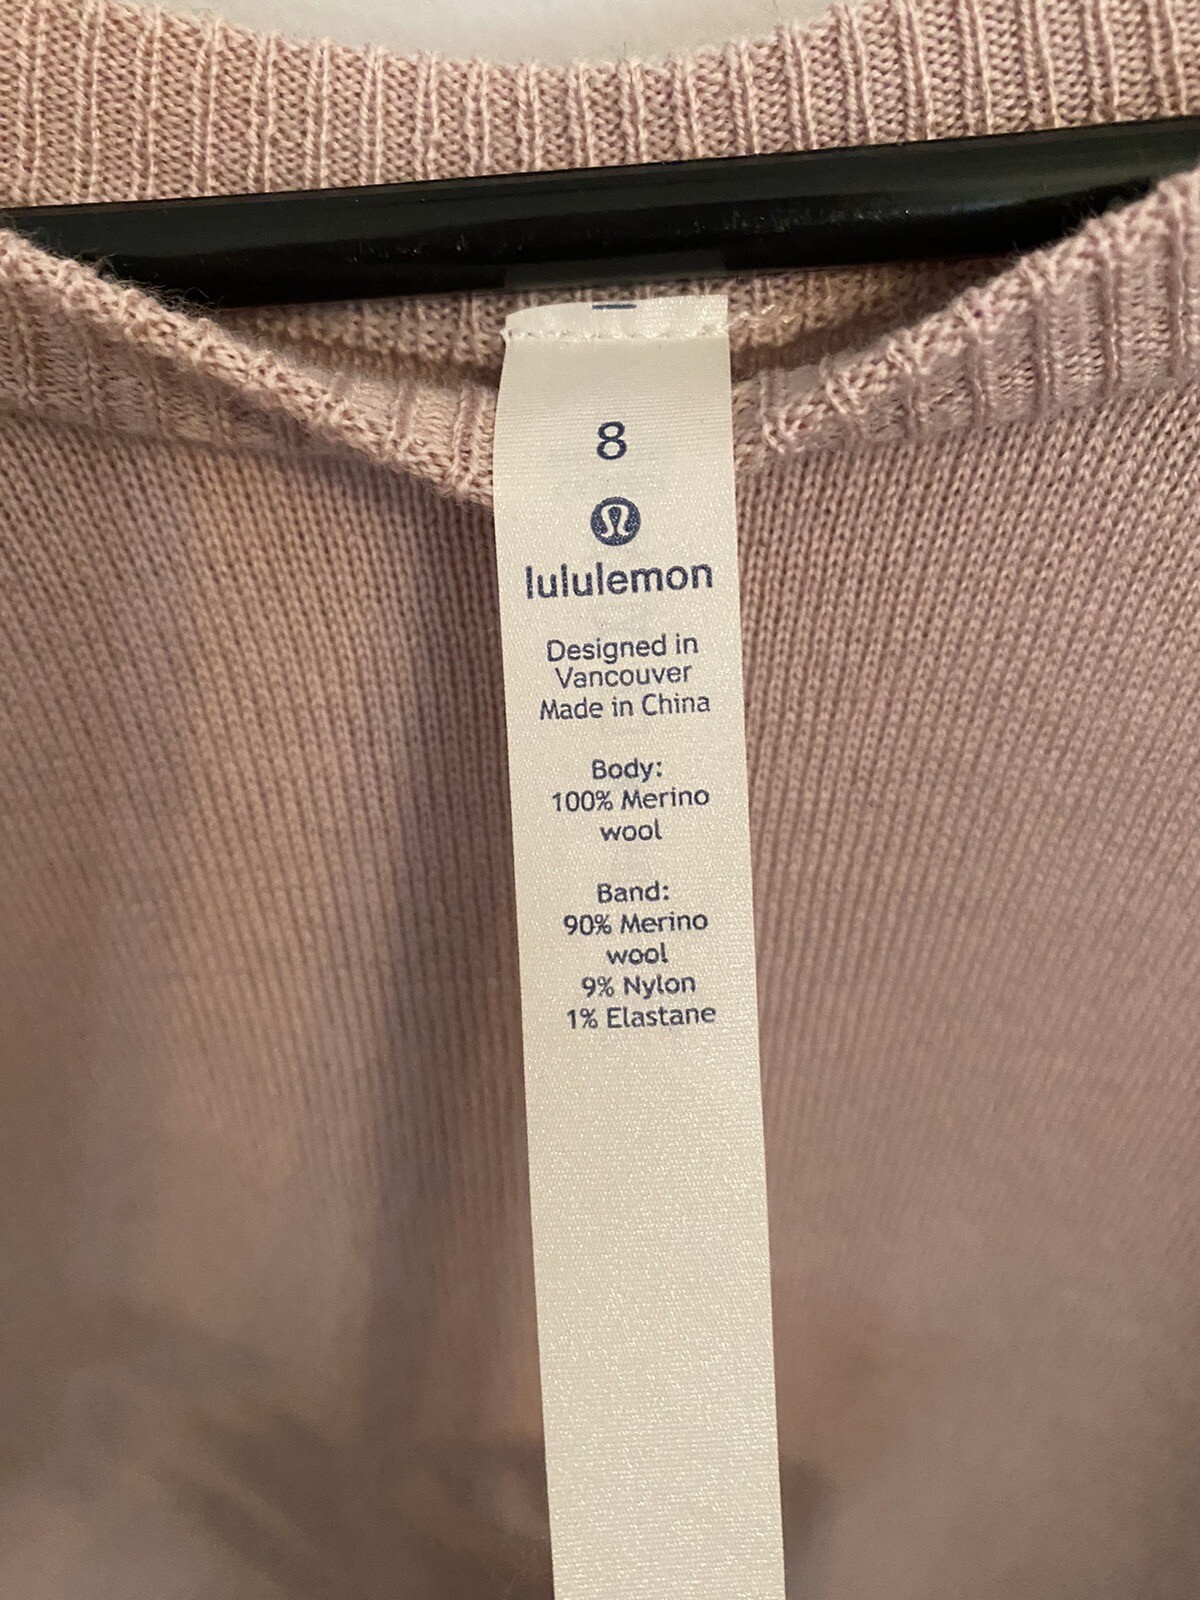 8
lululemon
Designed in
Vancouver
Made in China
Body:
100% Merino
wool
Band:
90% Merino
wool
9% Nylon
1% Elastane